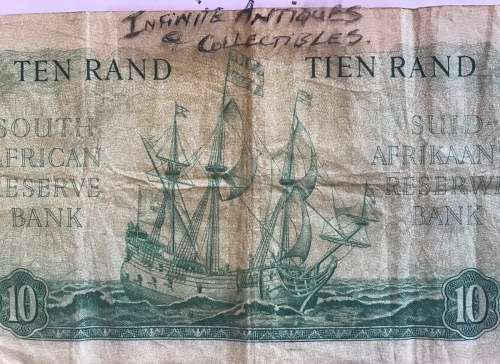 INFINITE ANTIQUES
& COLLECTIBLES.
TEN RAND
TIEN RAND
SOUTH
AFRICAN
RESERVE
BANK
SUID-
AFRIKAAN
RESERW
BANK
10
10